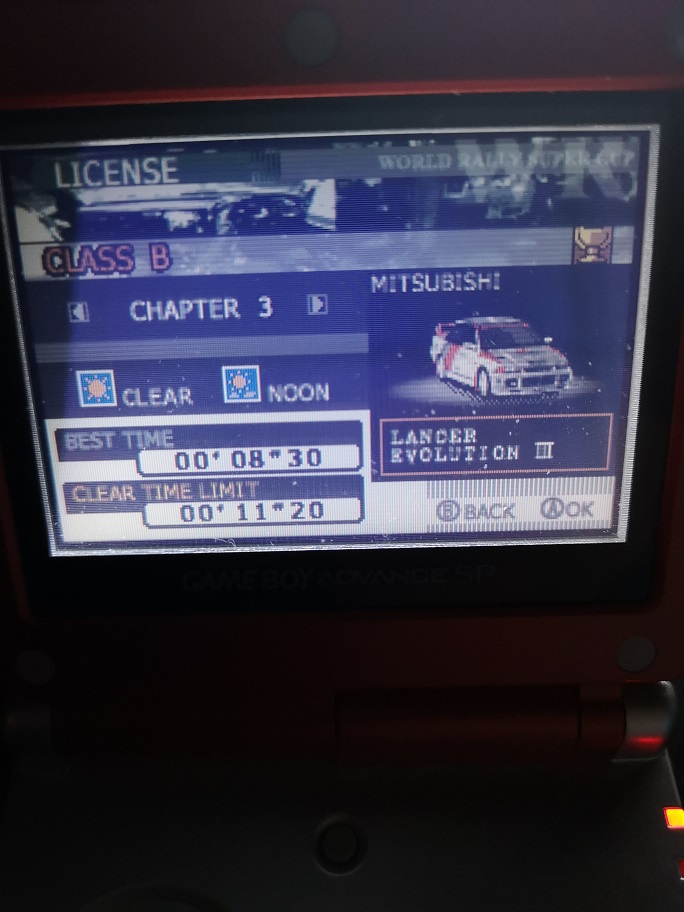 LICENSE
WORLD RALLY SUPER CUP
CLASS B
CHAPTER 3
MITSUBISHI
CLEAR
NOON
BEST TIME
00' 08" 30
LANCER
EVOLUTION III
CLEAR TIME LIMIT
00' 11" 20
B BACK
A OK
GAME BOY ADVANCE SP